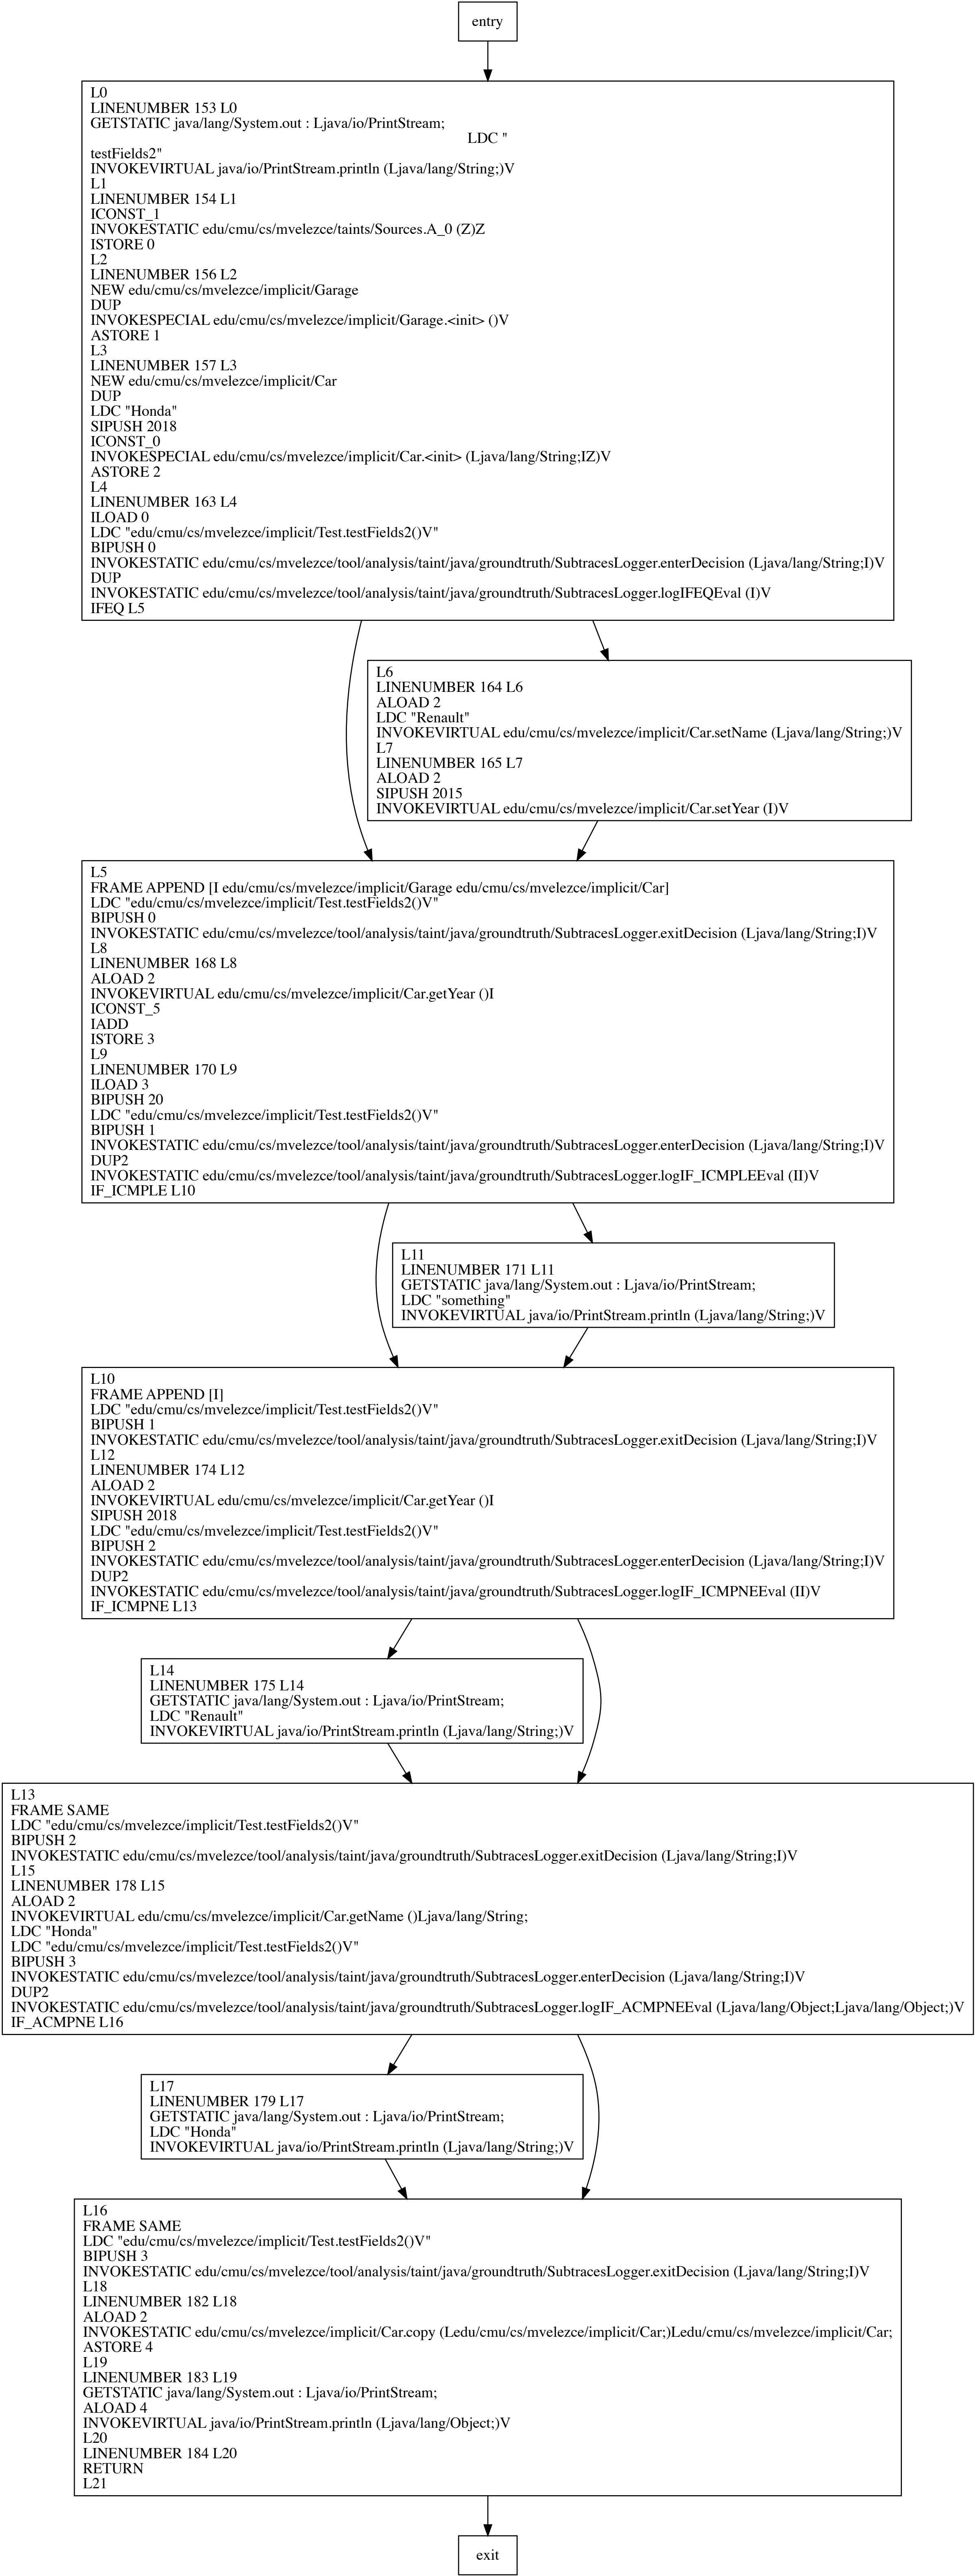 entry
L0
LINENUMBER 153 L0
GETSTATIC java/lang/System.out : Ljava/io/PrintStream;
LDC "
testFields2"
INVOKEVIRTUAL java/io/PrintStream.println (Ljava/lang/String;)V
L1
LINENUMBER 154 L1
ICONST_1
INVOKESTATIC edu/cmu/cs/mvelezce/taints/Sources.A_0 (Z)Z
ISTORE 0
L2
LINENUMBER 156 L2
NEW edu/cmu/cs/mvelezce/implicit/Garage
DUP
INVOKESPECIAL edu/cmu/cs/mvelezce/implicit/Garage.<init> ()V
ASTORE 1
L3
LINENUMBER 157 L3
NEW edu/cmu/cs/mvelezce/implicit/Car
DUP
LDC "Honda"
SIPUSH 2018
ICONST_0
INVOKESPECIAL edu/cmu/cs/mvelezce/implicit/Car.<init> (Ljava/lang/String;IZ)V
ASTORE 2
L4
LINENUMBER 163 L4
ILOAD 0
LDC "edu/cmu/cs/mvelezce/implicit/Test.testFields2()V"
BIPUSH 0
INVOKESTATIC edu/cmu/cs/mvelezce/tool/analysis/taint/java/groundtruth/SubtracesLogger.enterDecision (Ljava/lang/String;I)V
DUP
INVOKESTATIC edu/cmu/cs/mvelezce/tool/analysis/taint/java/groundtruth/SubtracesLogger.logIFEQEval (I)V
IFEQ L5
L6
LINENUMBER 164 L6
ALOAD 2
LDC "Renault"
INVOKEVIRTUAL edu/cmu/cs/mvelezce/implicit/Car.setName (Ljava/lang/String;)V
L7
LINENUMBER 165 L7
ALOAD 2
SIPUSH 2015
INVOKEVIRTUAL edu/cmu/cs/mvelezce/implicit/Car.setYear (I)V
L5
FRAME APPEND [I edu/cmu/cs/mvelezce/implicit/Garage edu/cmu/cs/mvelezce/implicit/Car]
LDC "edu/cmu/cs/mvelezce/implicit/Test.testFields2()V"
BIPUSH 0
INVOKESTATIC edu/cmu/cs/mvelezce/tool/analysis/taint/java/groundtruth/SubtracesLogger.exitDecision (Ljava/lang/String;I)V
L8
LINENUMBER 168 L8
ALOAD 2
INVOKEVIRTUAL edu/cmu/cs/mvelezce/implicit/Car.getYear ()I
ICONST_5
IADD
ISTORE 3
L9
LINENUMBER 170 L9
ILOAD 3
BIPUSH 20
LDC "edu/cmu/cs/mvelezce/implicit/Test.testFields2()V"
BIPUSH 1
INVOKESTATIC edu/cmu/cs/mvelezce/tool/analysis/taint/java/groundtruth/SubtracesLogger.enterDecision (Ljava/lang/String;I)V
DUP2
INVOKESTATIC edu/cmu/cs/mvelezce/tool/analysis/taint/java/groundtruth/SubtracesLogger.logIF_ICMPLEEval (II)V
IF_ICMPLE L10
L11
LINENUMBER 171 L11
GETSTATIC java/lang/System.out : Ljava/io/PrintStream;
LDC "something"
INVOKEVIRTUAL java/io/PrintStream.println (Ljava/lang/String;)V
L10
FRAME APPEND [I]
LDC "edu/cmu/cs/mvelezce/implicit/Test.testFields2()V"
BIPUSH 1
INVOKESTATIC edu/cmu/cs/mvelezce/tool/analysis/taint/java/groundtruth/SubtracesLogger.exitDecision (Ljava/lang/String;I)V
L12
LINENUMBER 174 L12
ALOAD 2
INVOKEVIRTUAL edu/cmu/cs/mvelezce/implicit/Car.getYear ()I
SIPUSH 2018
LDC "edu/cmu/cs/mvelezce/implicit/Test.testFields2()V"
BIPUSH 2
INVOKESTATIC edu/cmu/cs/mvelezce/tool/analysis/taint/java/groundtruth/SubtracesLogger.enterDecision (Ljava/lang/String;I)V
DUP2
INVOKESTATIC edu/cmu/cs/mvelezce/tool/analysis/taint/java/groundtruth/SubtracesLogger.logIF_ICMPNEEval (II)V
IF_ICMPNE L13
L14
LINENUMBER 175 L14
GETSTATIC java/lang/System.out : Ljava/io/PrintStream;
LDC "Renault"
INVOKEVIRTUAL java/io/PrintStream.println (Ljava/lang/String;)V
L13
FRAME SAME
LDC "edu/cmu/cs/mvelezce/implicit/Test.testFields2()V"
BIPUSH 2
INVOKESTATIC edu/cmu/cs/mvelezce/tool/analysis/taint/java/groundtruth/SubtracesLogger.exitDecision (Ljava/lang/String;I)V
L15
LINENUMBER 178 L15
ALOAD 2
INVOKEVIRTUAL edu/cmu/cs/mvelezce/implicit/Car.getName ()Ljava/lang/String;
LDC "Honda"
LDC "edu/cmu/cs/mvelezce/implicit/Test.testFields2()V"
BIPUSH 3
INVOKESTATIC edu/cmu/cs/mvelezce/tool/analysis/taint/java/groundtruth/SubtracesLogger.enterDecision (Ljava/lang/String;I)V
DUP2
INVOKESTATIC edu/cmu/cs/mvelezce/tool/analysis/taint/java/groundtruth/SubtracesLogger.logIF_ACMPNEEval (Ljava/lang/Object;Ljava/lang/Object;)V
IF_ACMPNE L16
L17
LINENUMBER 179 L17
GETSTATIC java/lang/System.out : Ljava/io/PrintStream;
LDC "Honda"
INVOKEVIRTUAL java/io/PrintStream.println (Ljava/lang/String;)V
L16
FRAME SAME
LDC "edu/cmu/cs/mvelezce/implicit/Test.testFields2()V"
BIPUSH 3
INVOKESTATIC edu/cmu/cs/mvelezce/tool/analysis/taint/java/groundtruth/SubtracesLogger.exitDecision (Ljava/lang/String;I)V
L18
LINENUMBER 182 L18
ALOAD 2
INVOKESTATIC edu/cmu/cs/mvelezce/implicit/Car.copy (Ledu/cmu/cs/mvelezce/implicit/Car;)Ledu/cmu/cs/mvelezce/implicit/Car;
ASTORE 4
L19
LINENUMBER 183 L19
GETSTATIC java/lang/System.out : Ljava/io/PrintStream;
ALOAD 4
INVOKEVIRTUAL java/io/PrintStream.println (Ljava/lang/Object;)V
L20
LINENUMBER 184 L20
RETURN
L21
exit